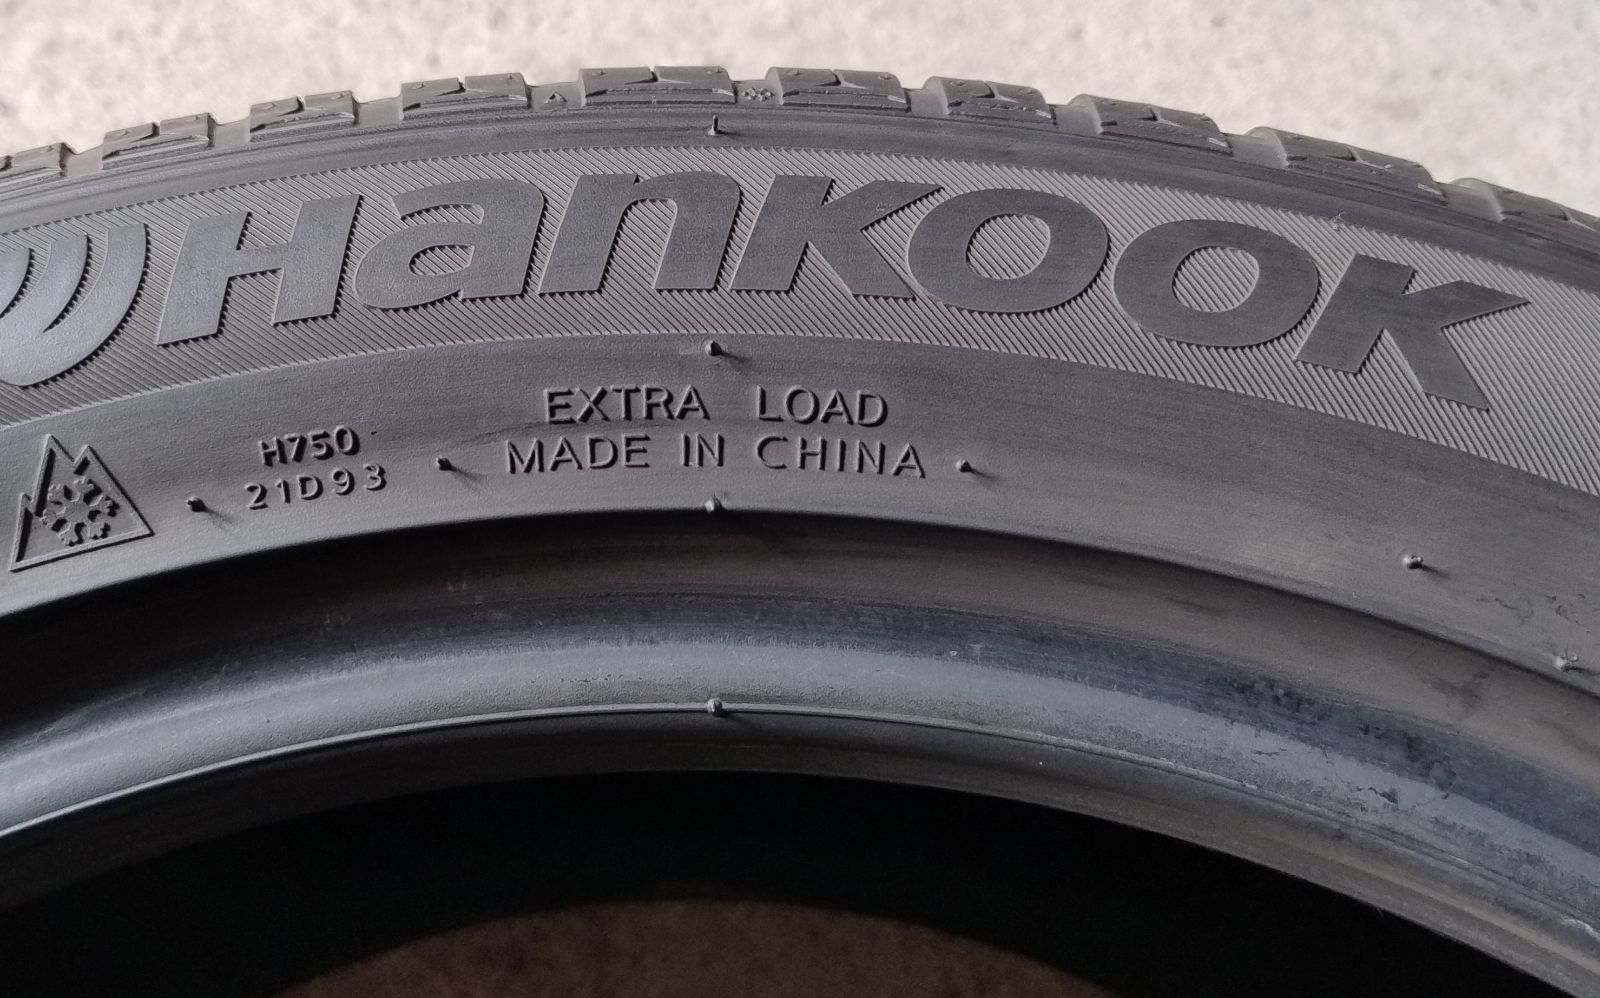 Hankook
EXTRA LOAD
MADE IN CHINA
H750
21D93